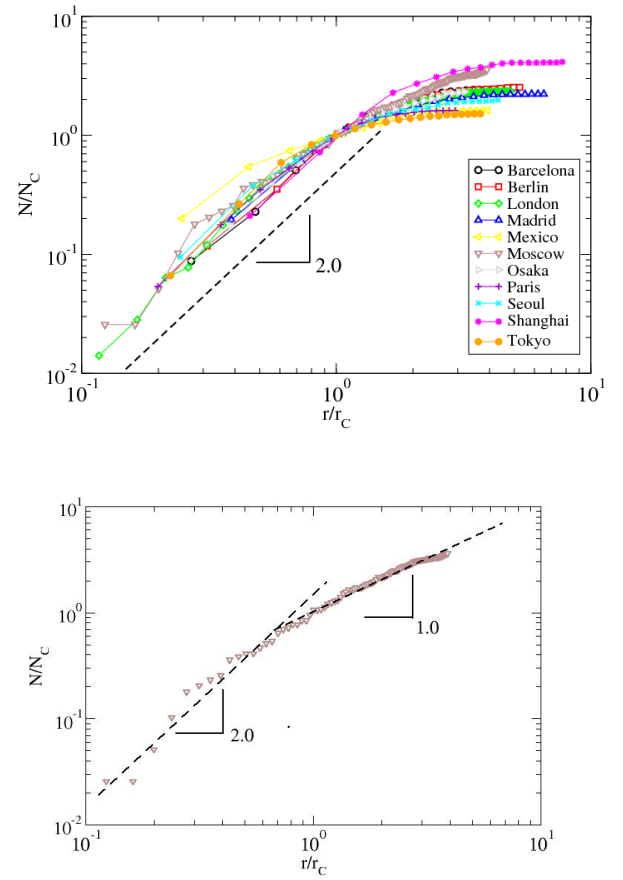 10^1
10^0
10^-1
10^-2
N/N_C
2.0
Barcelona
Berlin
London
Madrid
Mexico
Moscow
Osaka
Paris
Seoul
Shanghai
Tokyo
10^-1 10^0 10^1
r/r_C
10^1
10^0
10^-1
10^-2
N/N_C
1.0
2.0
10^-1 10^0 10^1
r/r_C